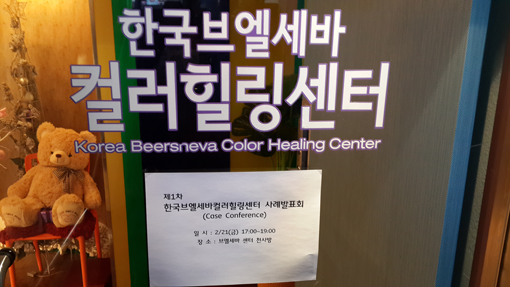 한국브엘세바
컬러힐링센터
Korea Beersneva Color Healing Center
제1차
한국브엘세바컬러힐링센터 사례발표회
(Case Conference)
일 시 : 2/21(금) 17:00~19:00
장 소 : 브엘세바 센터 전시방